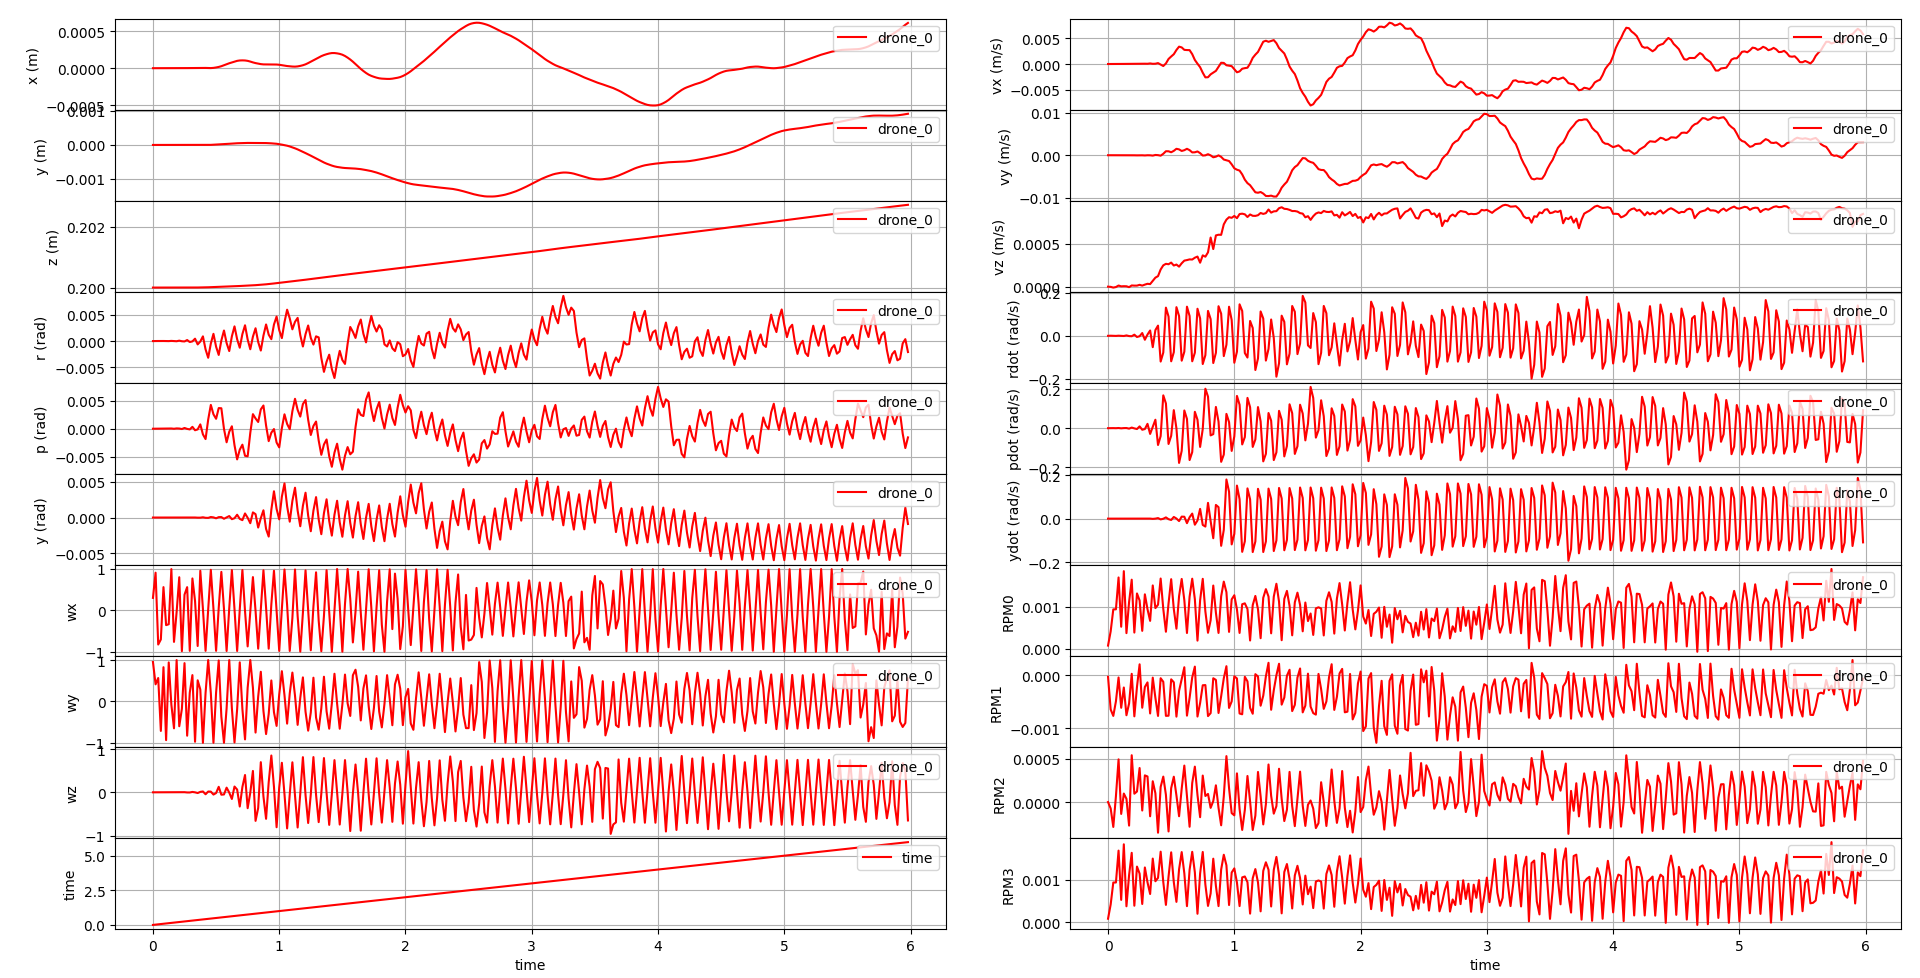 x (m)
0.0005
0.0000
−0.0005
drone_0
y (m)
0.001
0.000
−0.001
drone_0
z (m)
0.202
0.200
drone_0
r (rad)
0.005
0.000
−0.005
drone_0
p (rad)
0.005
0.000
−0.005
drone_0
y (rad)
0.005
0.000
−0.005
drone_0
wx
1
0
−1
drone_0
wy
1
0
−1
drone_0
wz
1
0
−1
drone_0
time
5.0
2.5
0.0
time
0 1 2 3 4 5 6
time
vx (m/s)
0.005
0.000
−0.005
drone_0
vy (m/s)
0.01
0.00
−0.01
drone_0
vz (m/s)
0.0005
0.0000
drone_0
rdot (rad/s)
0.2
0.0
−0.2
drone_0
pdot (rad/s)
0.2
0.0
−0.2
drone_0
ydot (rad/s)
0.2
0.0
−0.2
drone_0
RPM0
0.001
0.000
drone_0
RPM1
0.000
−0.001
drone_0
RPM2
0.0005
0.0000
drone_0
RPM3
0.001
0.000
drone_0
0 1 2 3 4 5 6
time